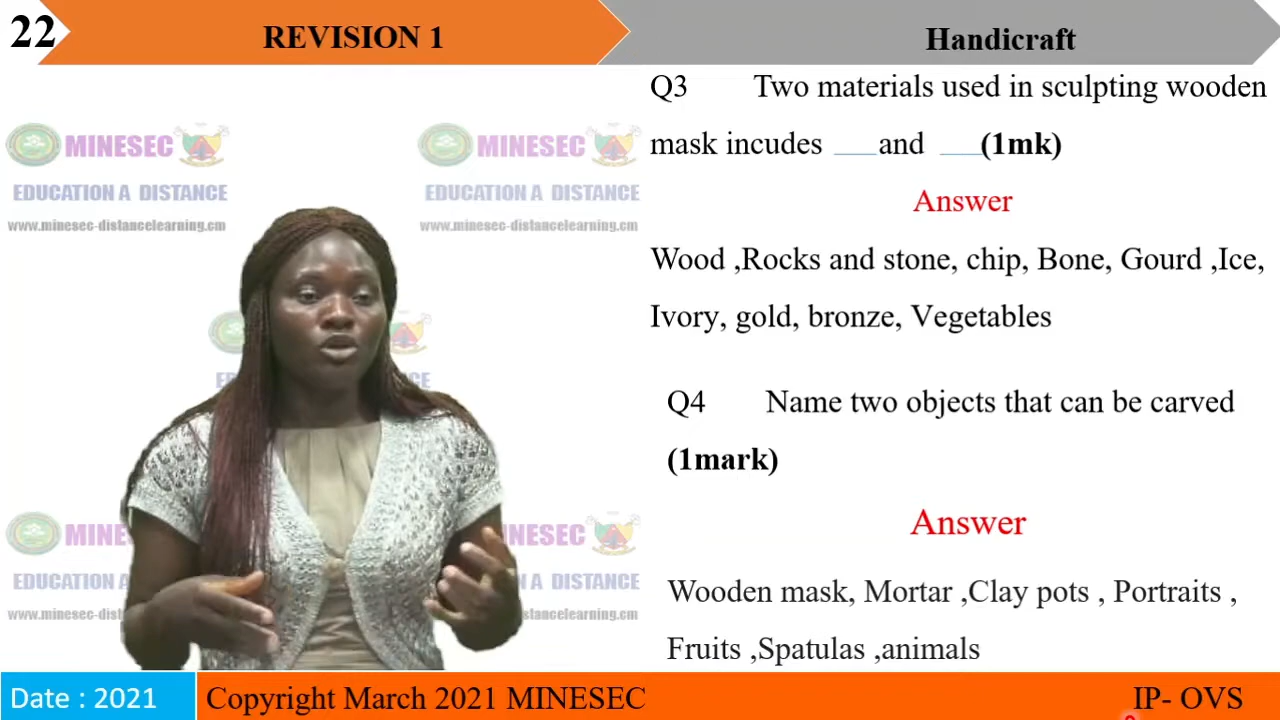 22
REVISION 1
Handicraft
Q3 Two materials used in sculpting wooden
mask incudes ___ and ___ (1mk)
Answer
Wood ,Rocks and stone, chip, Bone, Gourd ,Ice,
Ivory, gold, bronze, Vegetables
Q4 Name two objects that can be carved
(1mark)
Answer
Wooden mask, Mortar ,Clay pots , Portraits ,
Fruits ,Spatulas ,animals
MINESEC
EDUCATION A DISTANCE
www.minesec-distancelearning.cm
MINESEC
EDUCATION A DISTANCE
www.minesec-distancelearning.cm
Date : 2021
Copyright March 2021 MINESEC
IP- OVS